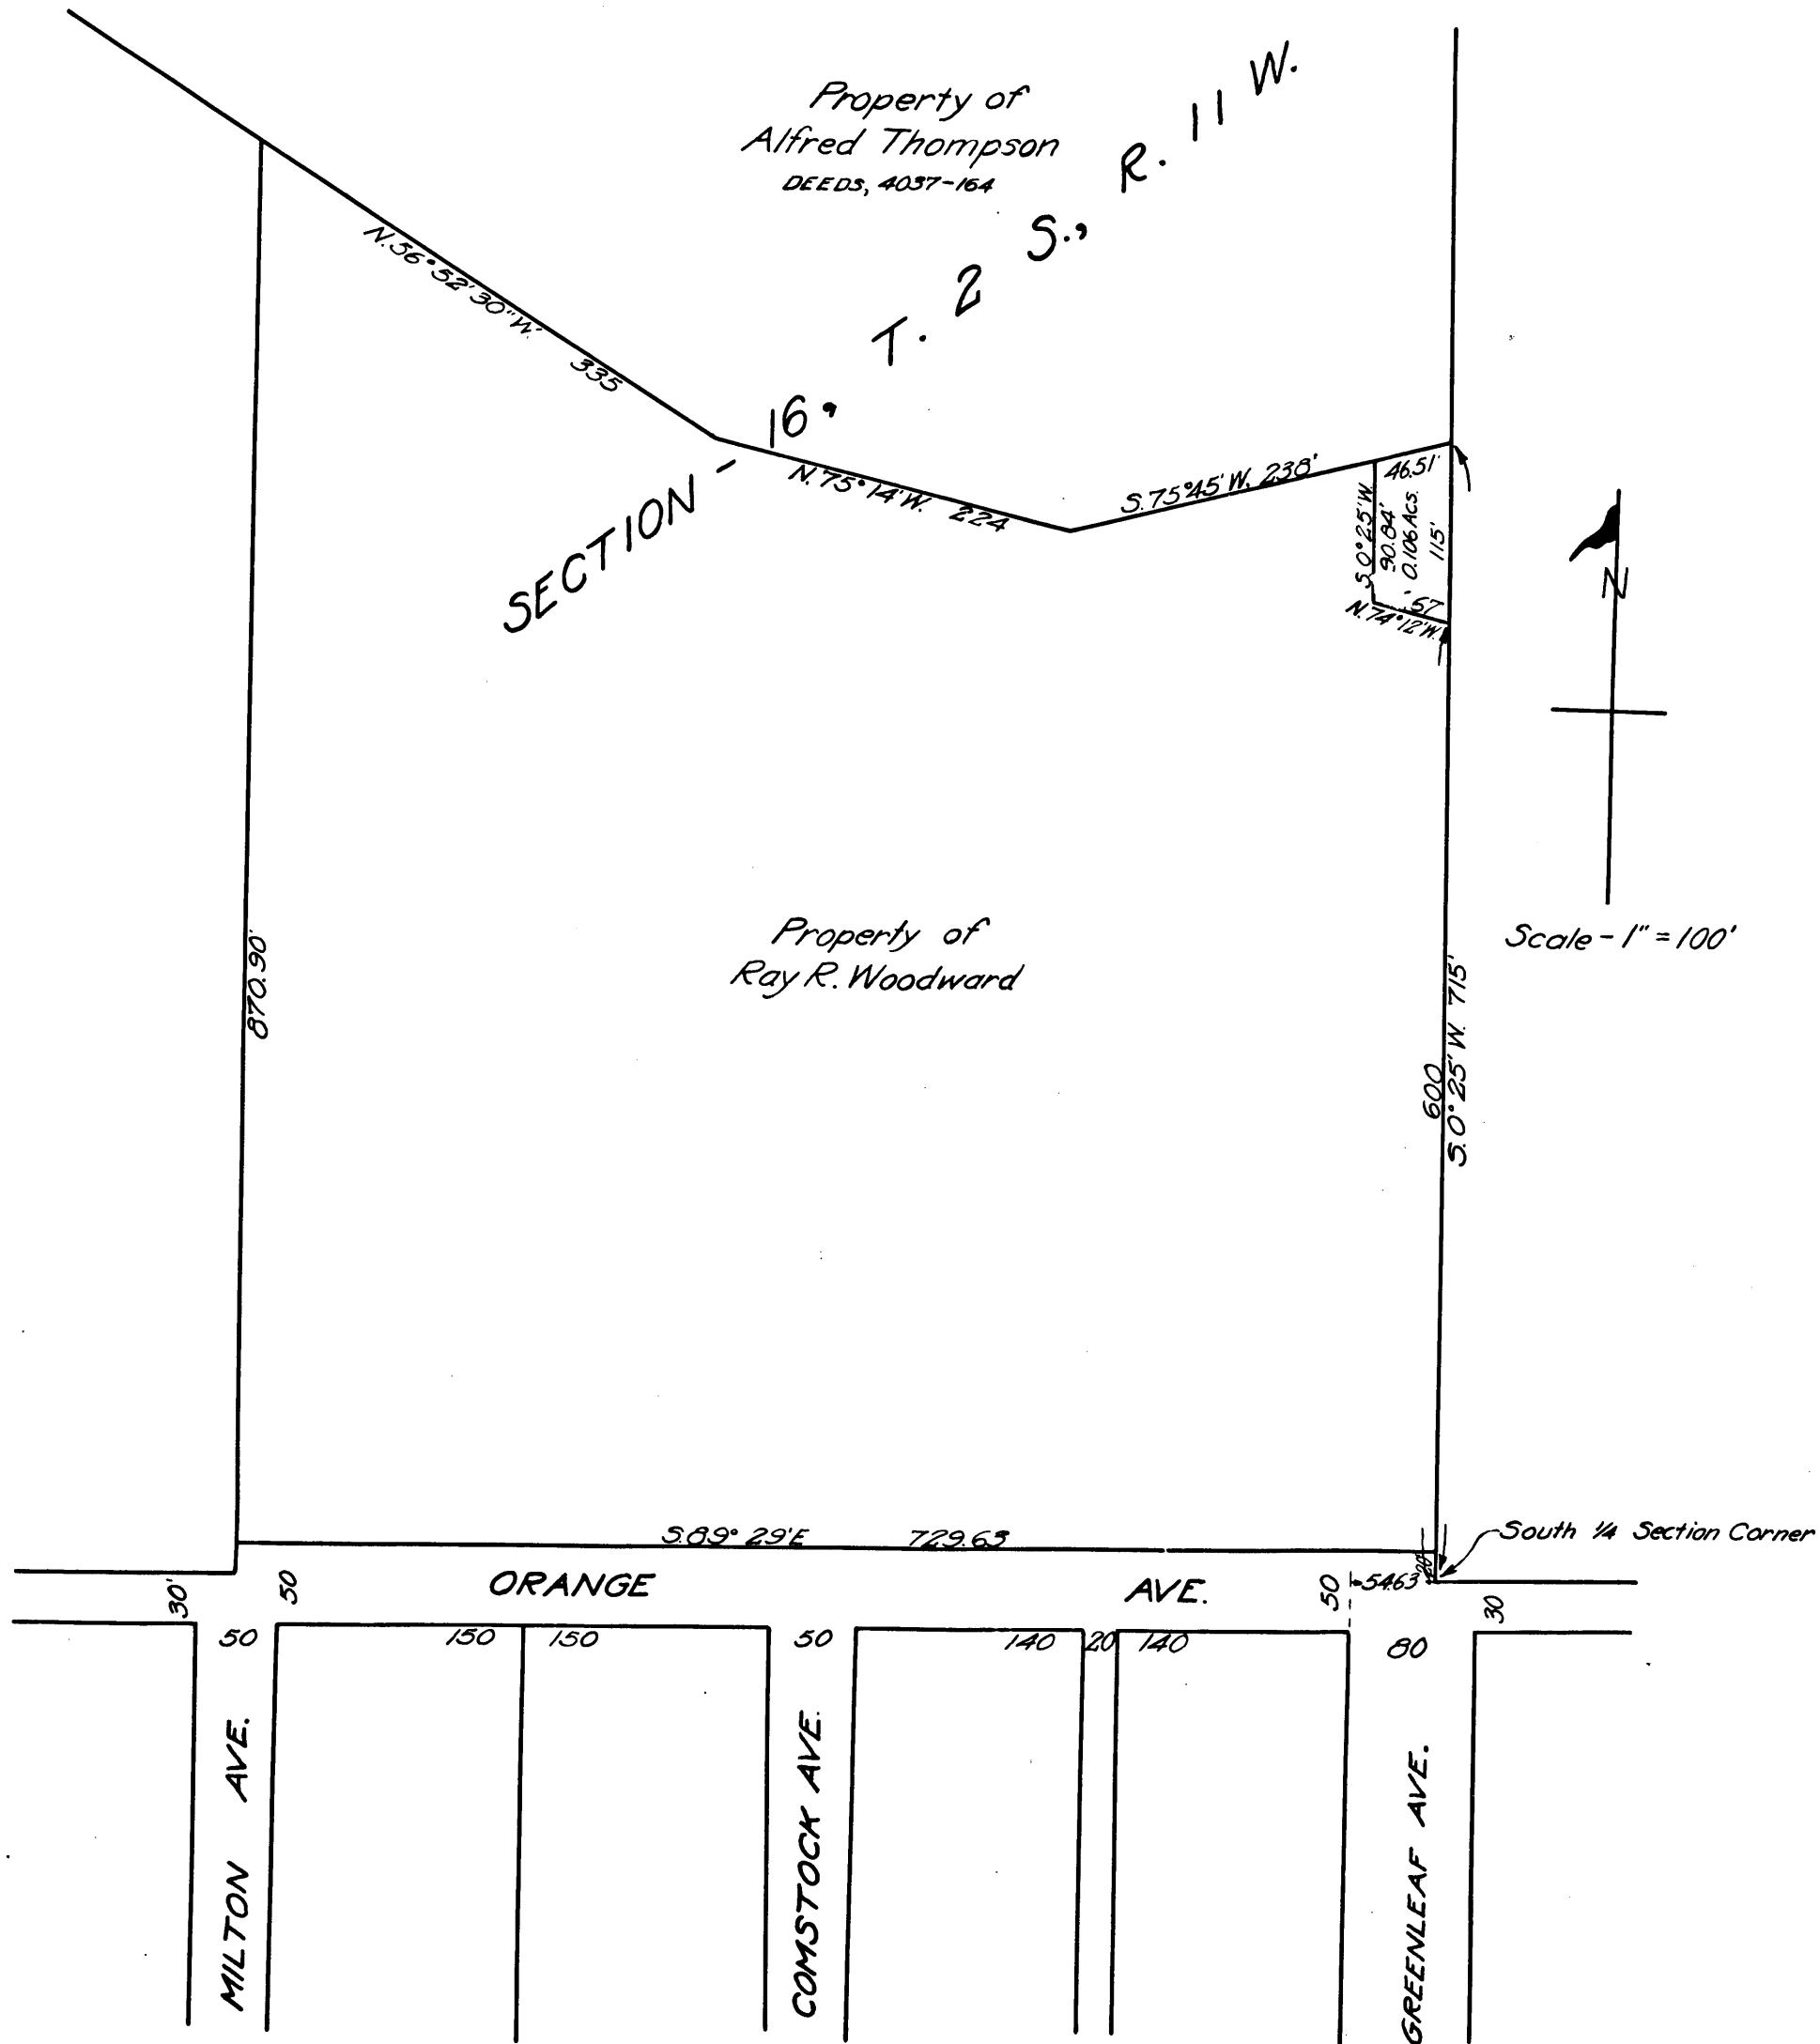 Property of
Alfred Thompson
DEEDS, 4037-164
SECTION - 16, T. 2 S., R. 11 W.
N.56°52'30"W. 335
N.75°14'W. 224
S.75°45'W. 238'
46.51'
S.0°25'W.
90.84'
0.106 Acs.
115'
57'
N.74°12'W.
N
Scale - 1" = 100'
Property of
Ray R. Woodward
870.90'
600
S.0°25'W. 715'
S.89°29'E 729.63
20'
South 1/4 Section Corner
30'
50
ORANGE AVE.
50
54.63
30
50
150
150
50
140
20
140
80
MILTON AVE.
COMSTOCK AVE.
GREENLEAF AVE.